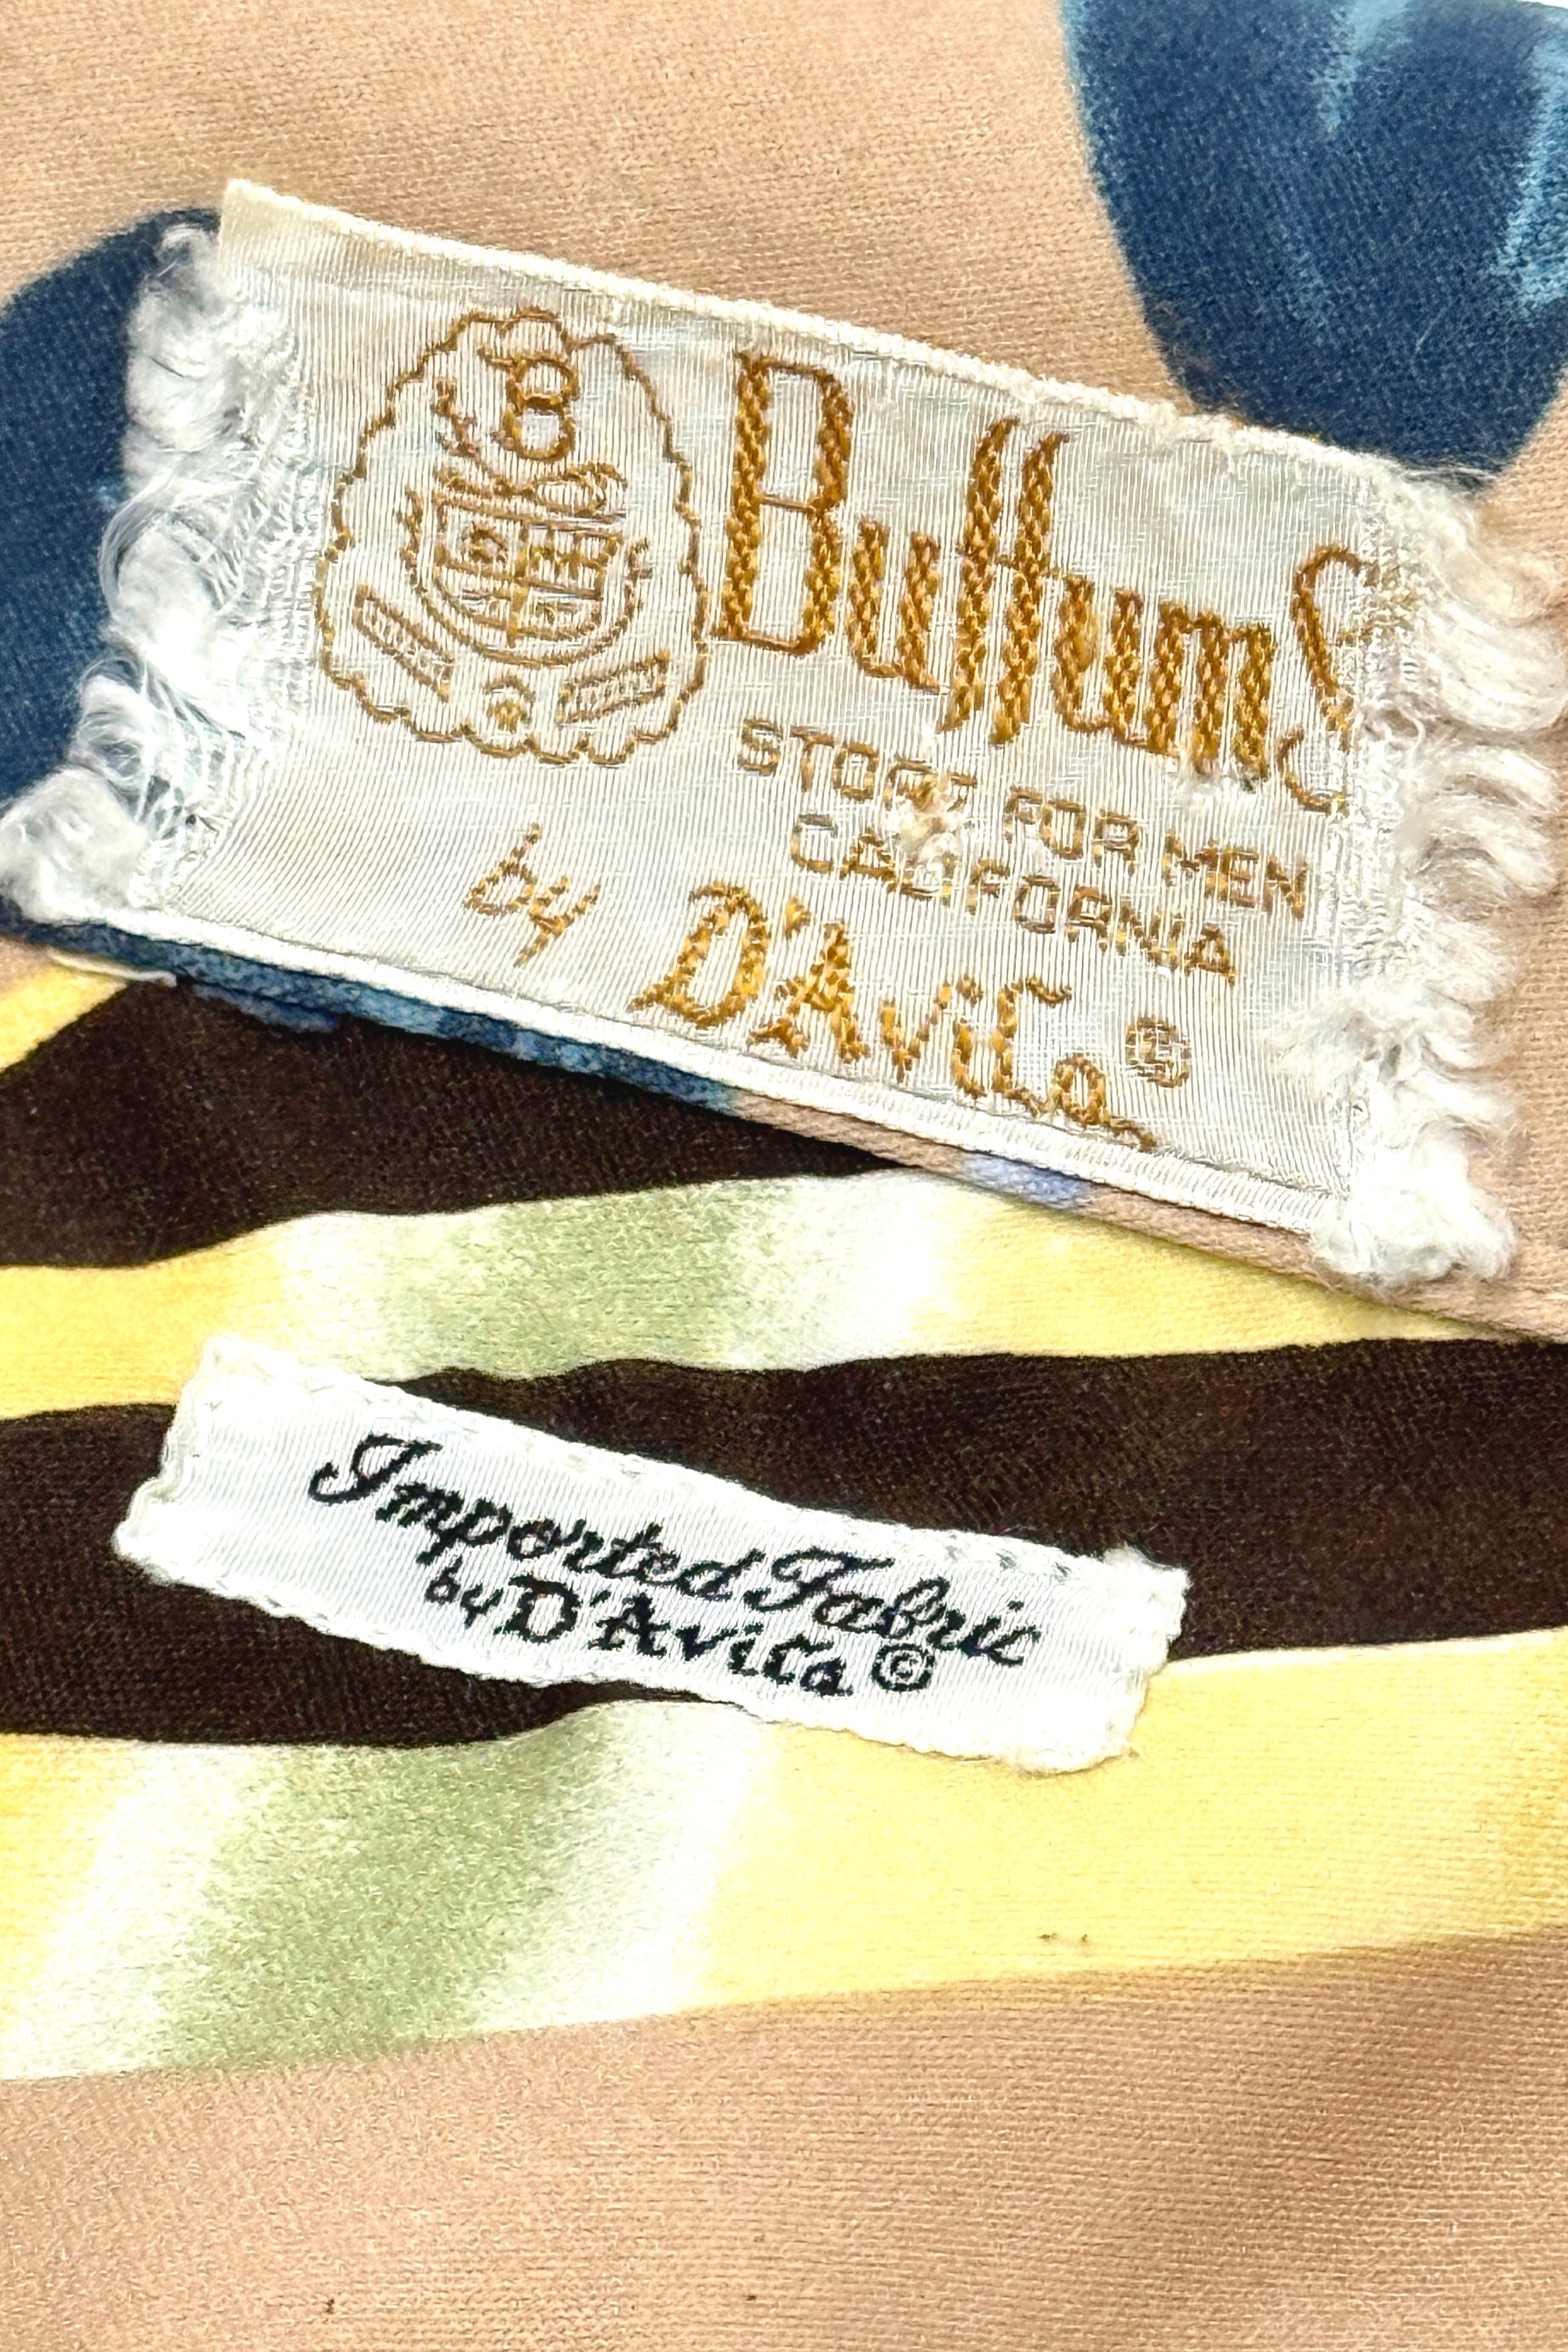 Buffums
STORE FOR MEN
CALIFORNIA
by D'Avila ©
Imported Fabric
by D'Avila ©